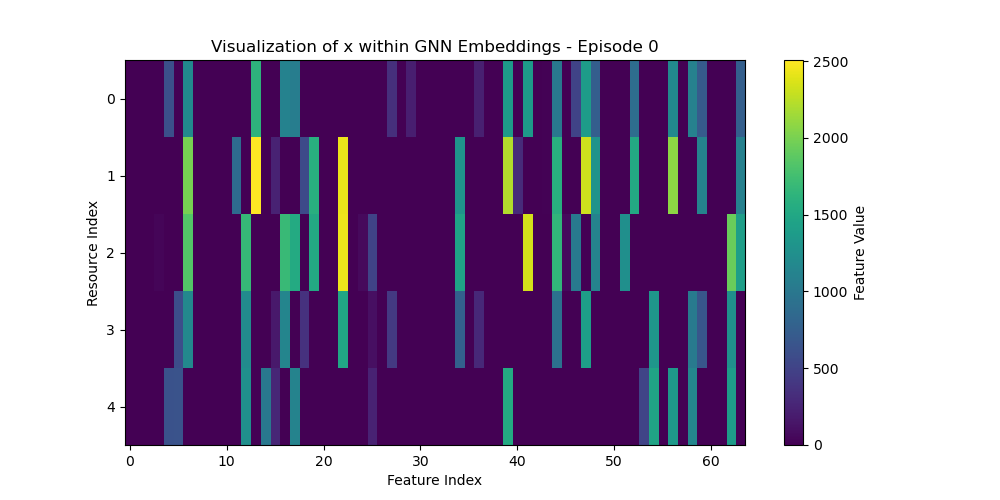 Visualization of x within GNN Embeddings - Episode 0
Resource Index
0
1
2
3
4
0 10 20 30 40 50 60
Feature Index
2500
2000
1500
1000
500
0
Feature Value